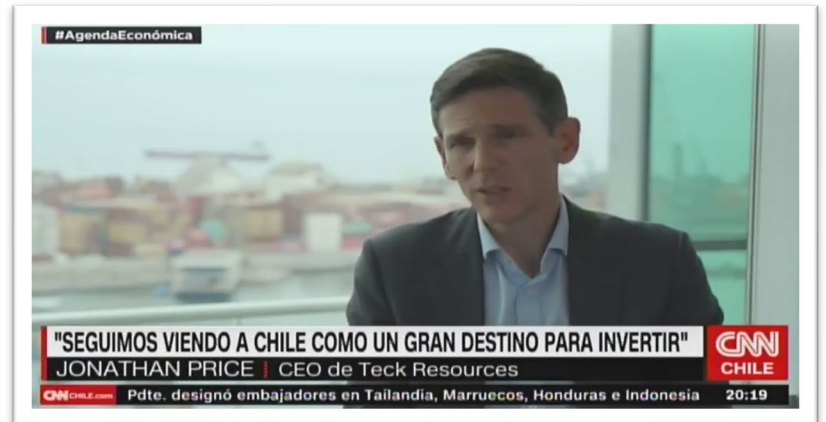 #AgendaEconómica
"SEGUIMOS VIENDO A CHILE COMO UN GRAN DESTINO PARA INVERTIR"
JONATHAN PRICE | CEO de Teck Resources
CNN
CHILE
CNNCHILE.com Pdte. designó embajadores en Tailandia, Marruecos, Honduras e Indonesia 20:19